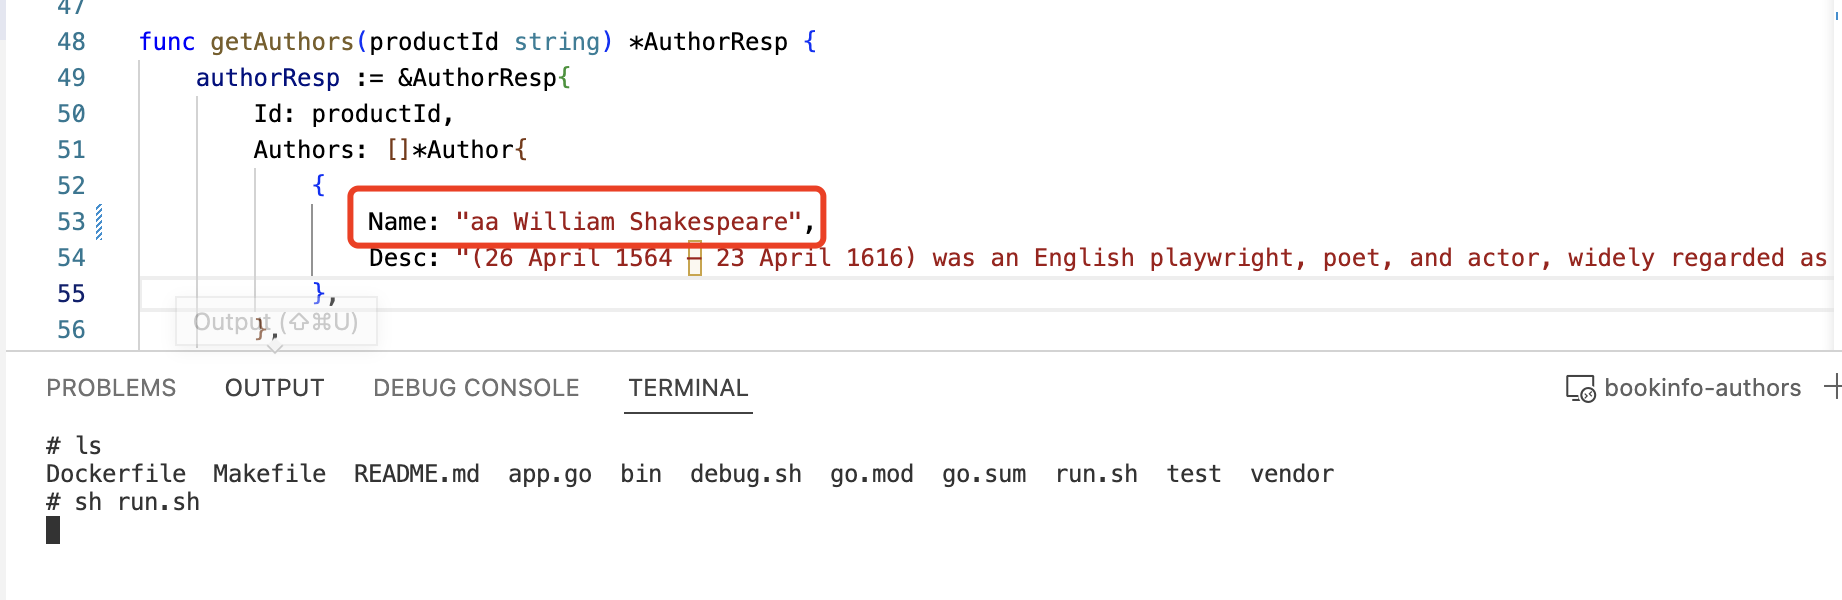 47
48 func getAuthors(productId string) *AuthorResp {
49 authorResp := &AuthorResp{
50 Id: productId,
51 Authors: []*Author{
52 {
53 Name: "aa William Shakespeare",
54 Desc: "(26 April 1564 – 23 April 1616) was an English playwright, poet, and actor, widely regarded as
55 },
56 },
Output (⇧⌘U)
PROBLEMS OUTPUT DEBUG CONSOLE TERMINAL bookinfo-authors
# ls
Dockerfile Makefile README.md app.go bin debug.sh go.mod go.sum run.sh test vendor
# sh run.sh